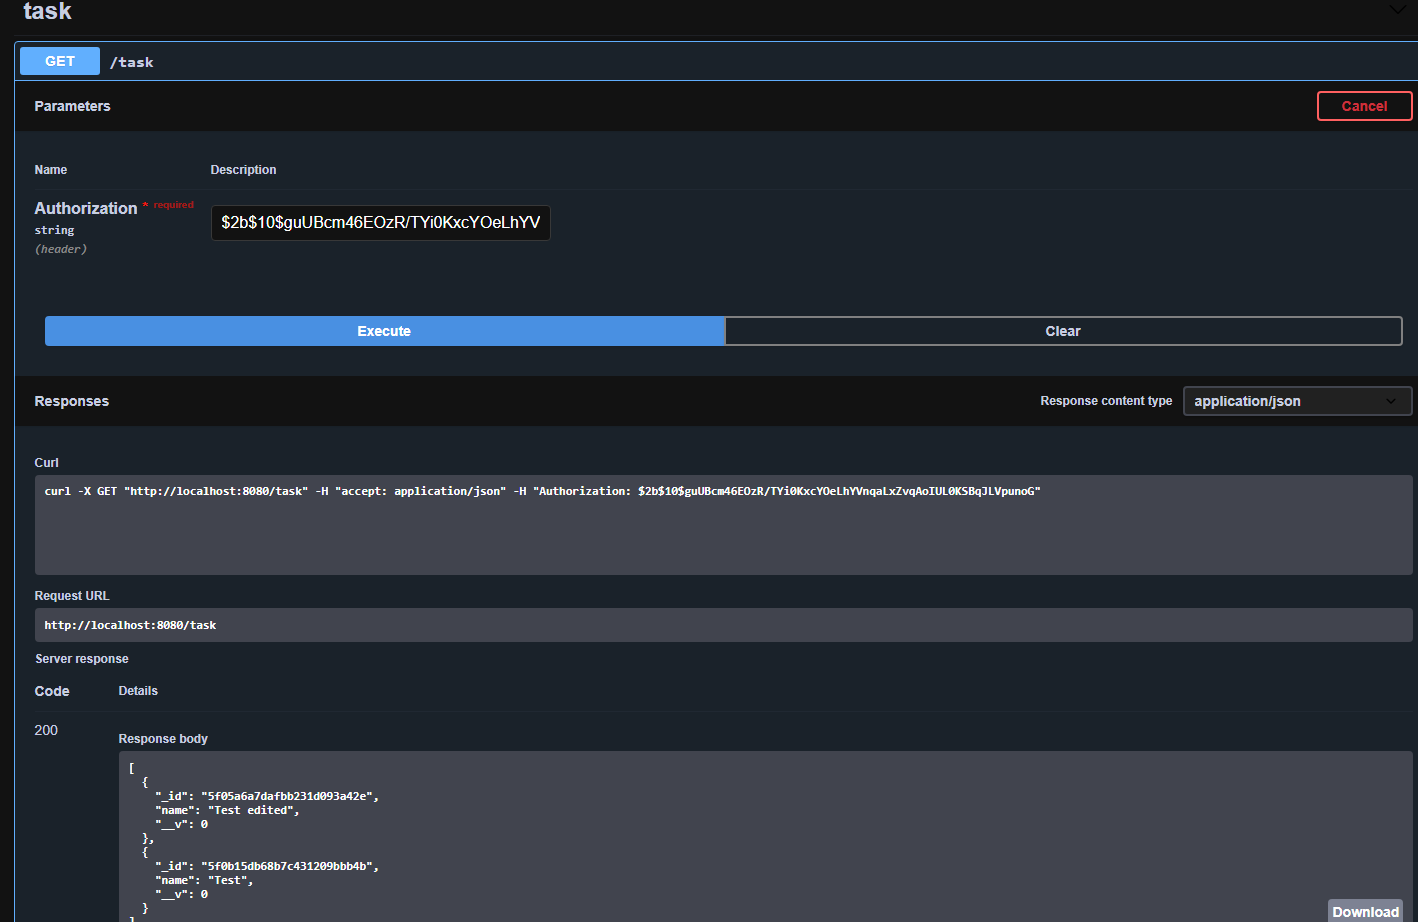 task
GET /task
Parameters
Cancel
Name Description
Authorization * required
string
(header)
$2b$10$guUBcm46EOzR/TYi0KxcYOeLhYV
Execute Clear
Responses
Response content type application/json
Curl
curl -X GET "http://localhost:8080/task" -H "accept: application/json" -H "Authorization: $2b$10$guUBcm46EOzR/TYi0KxcYOeLhYVnqaLxZvqAoIUL0KSBqJLVpunoG"
Request URL
http://localhost:8080/task
Server response
Code Details
200
Response body
[
{
"_id": "5f05a6a7dafbb231d093a42e",
"name": "Test edited",
"__v": 0
},
{
"_id": "5f0b15db68b7c431209bbb4b",
"name": "Test",
"__v": 0
}
]
Download